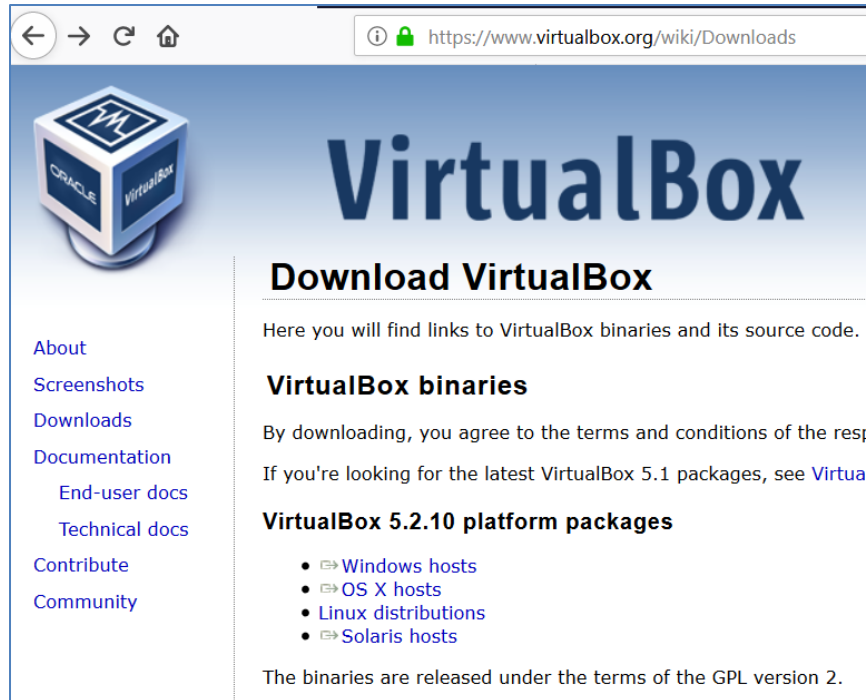 https://www.virtualbox.org/wiki/Downloads
ORACLE
VirtualBox
VirtualBox
Download VirtualBox
Here you will find links to VirtualBox binaries and its source code.
About
Screenshots
Downloads
Documentation
End-user docs
Technical docs
Contribute
Community
VirtualBox binaries
By downloading, you agree to the terms and conditions of the
If you're looking for the latest VirtualBox 5.1 packages, see
VirtualBox 5.2.10 platform packages
Windows hosts
OS X hosts
Linux distributions
Solaris hosts
The binaries are released under the terms of the GPL version 2.